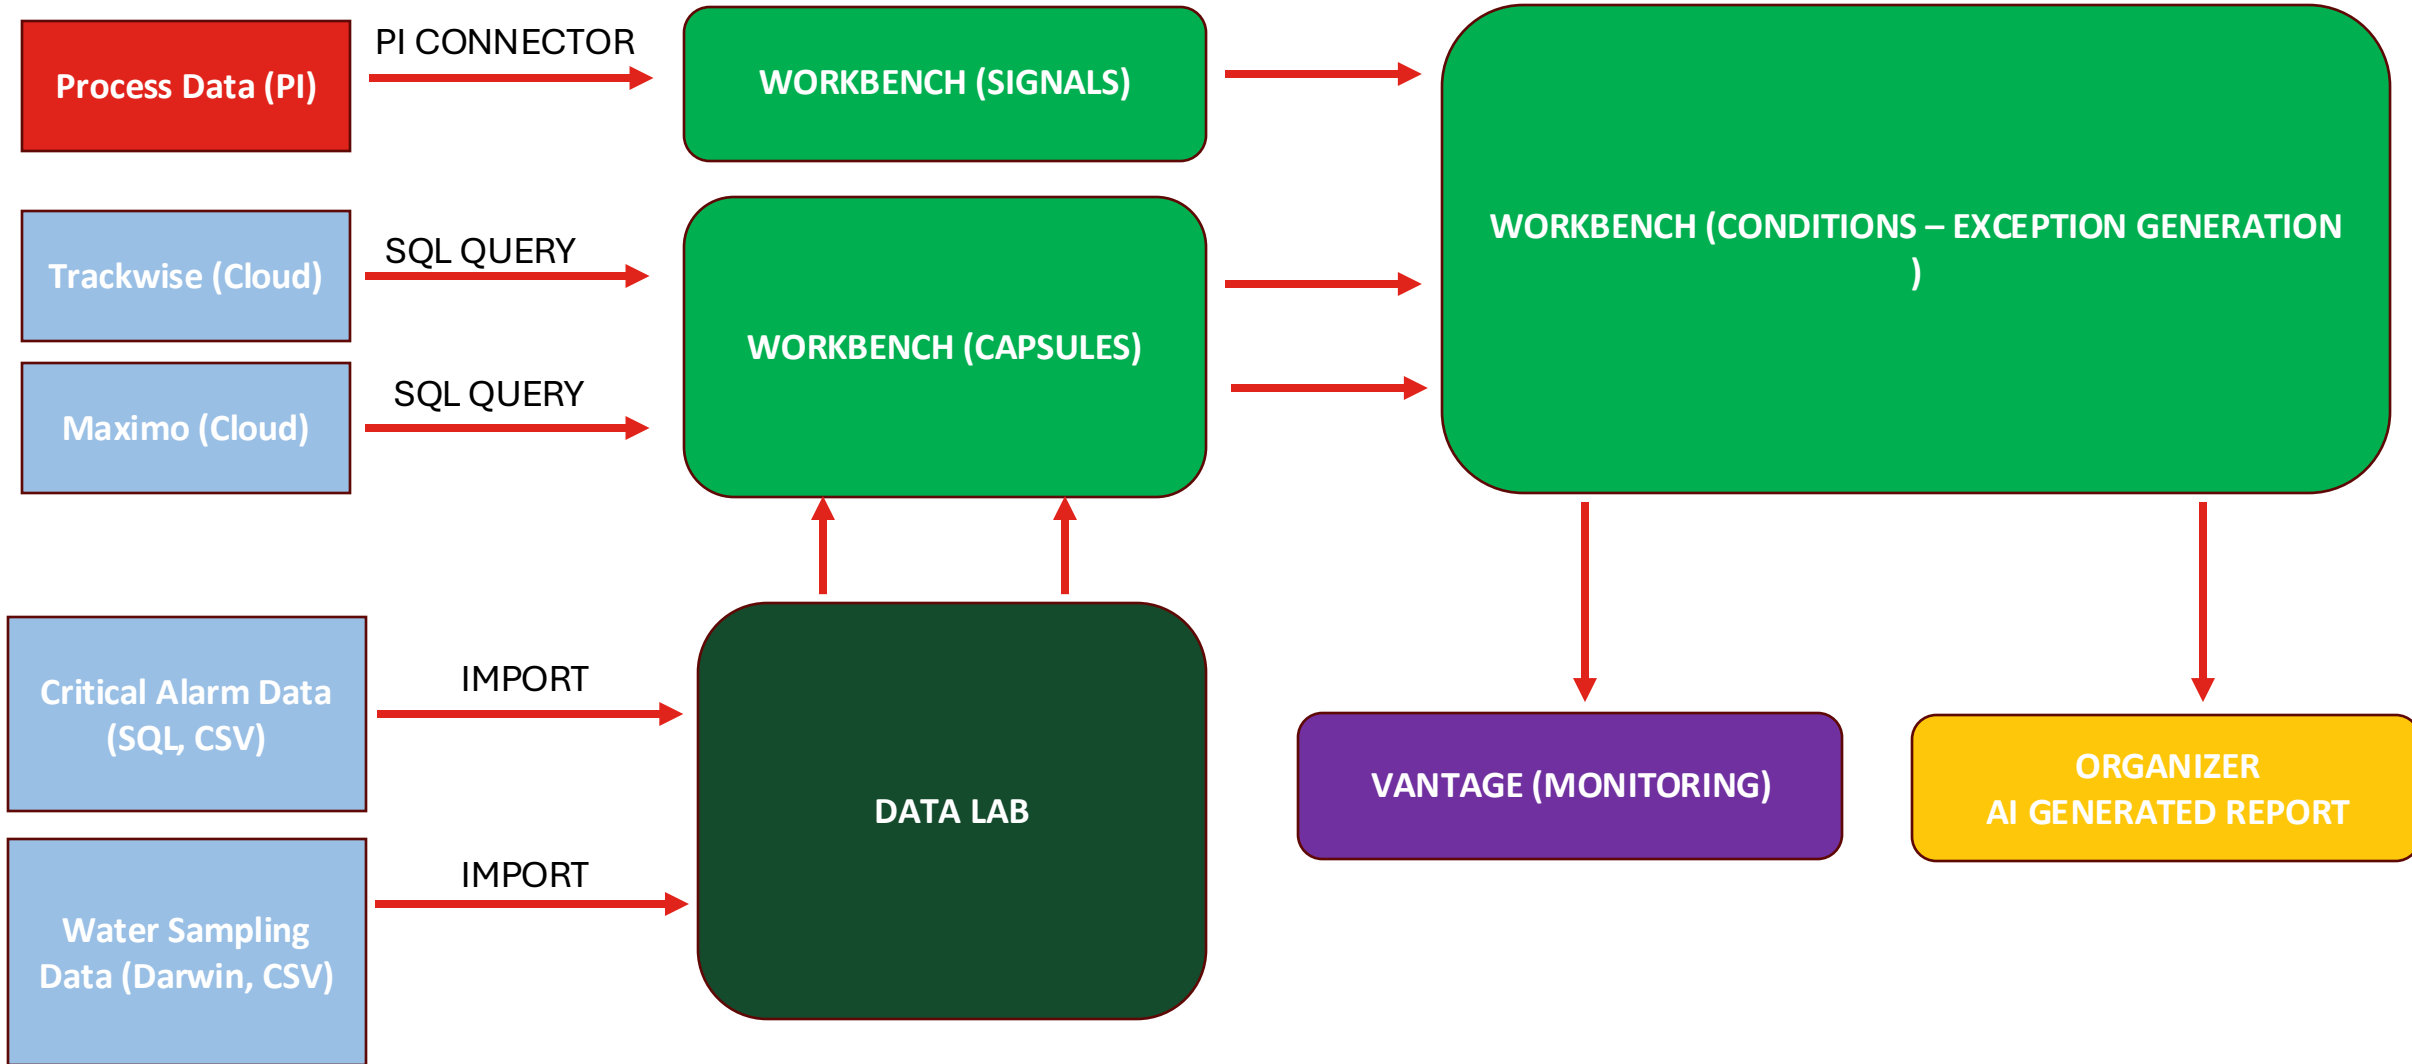 Process Data (PI)
PI CONNECTOR
WORKBENCH (SIGNALS)
WORKBENCH (CONDITIONS – EXCEPTION GENERATION
)
Trackwise (Cloud)
SQL QUERY
WORKBENCH (CAPSULES)
Maximo (Cloud)
SQL QUERY
Critical Alarm Data
(SQL, CSV)
IMPORT
DATA LAB
Water Sampling
Data (Darwin, CSV)
IMPORT
VANTAGE (MONITORING)
ORGANIZER
AI GENERATED REPORT